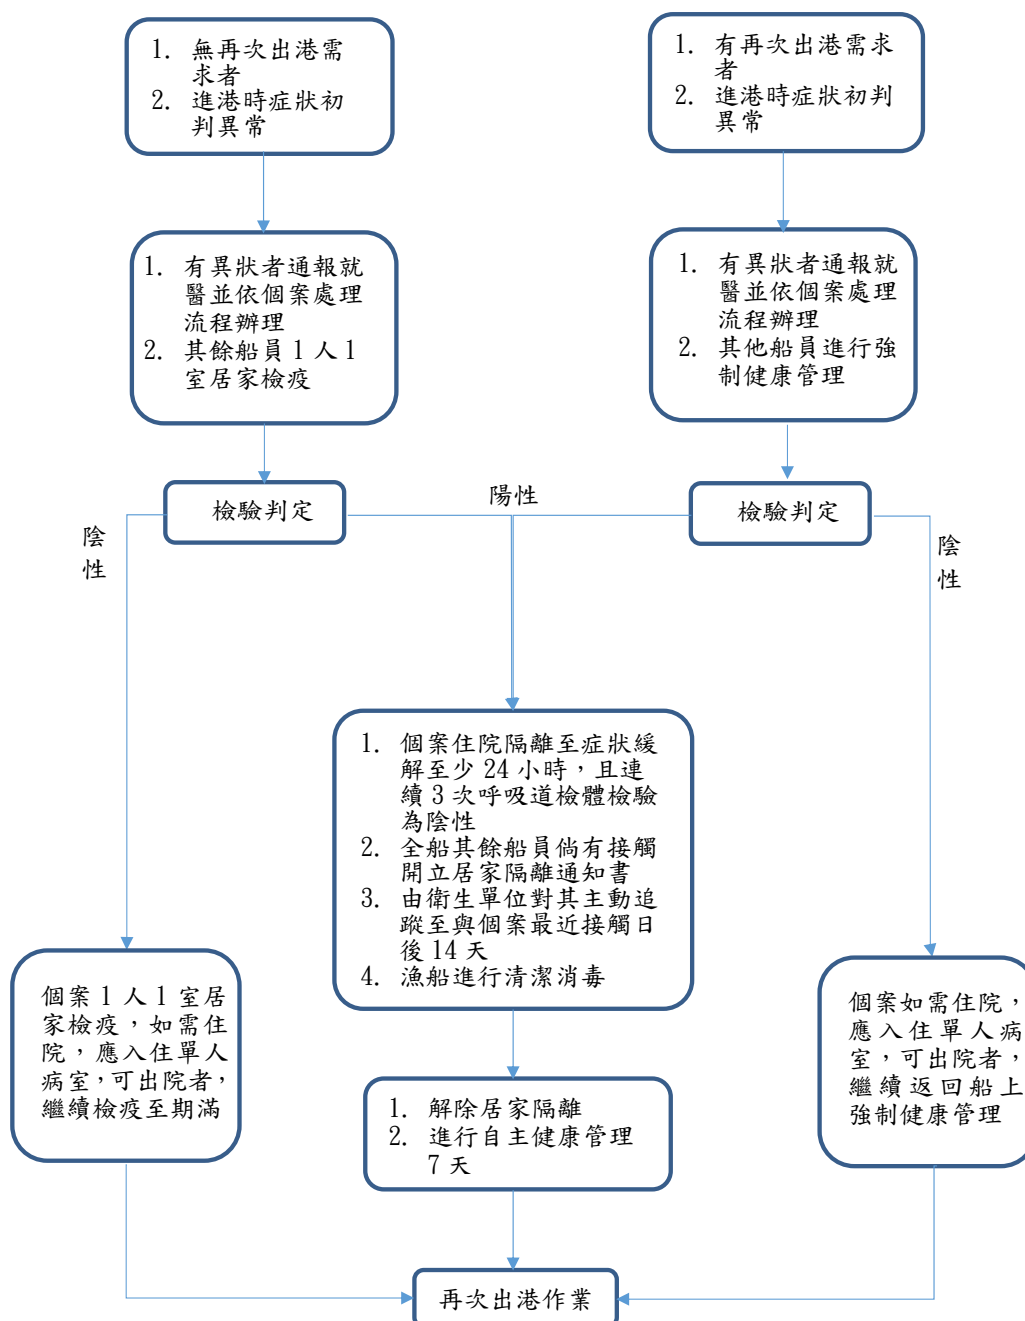 1. 無再次出港需
求者
2. 進港時症狀初
判異常
1. 有再次出港需求
者
2. 進港時症狀初判
異常
1. 有異狀者通報就
醫並依個案處理
流程辦理
2. 其餘船員 1 人 1
室居家檢疫
1. 有異狀者通報就
醫並依個案處理
流程辦理
2. 其他船員進行強
制健康管理
檢驗判定
陽性
檢驗判定
陰
性
陰
性
1. 個案住院隔離至症狀緩
解至少 24 小時，且連
續 3 次呼吸道檢體檢驗
為陰性
2. 全船其餘船員倘有接觸
開立居家隔離通知書
3. 由衛生單位對其主動追
蹤至與個案最近接觸日
後 14 天
4. 漁船進行清潔消毒
個案 1 人 1 室居
家檢疫，如需住
院，應入住單人
病室，可出院者，
繼續檢疫至期滿
個案如需住院，
應入住單人病
室，可出院者，
繼續返回船上
強制健康管理
1. 解除居家隔離
2. 進行自主健康管理
7 天
再次出港作業